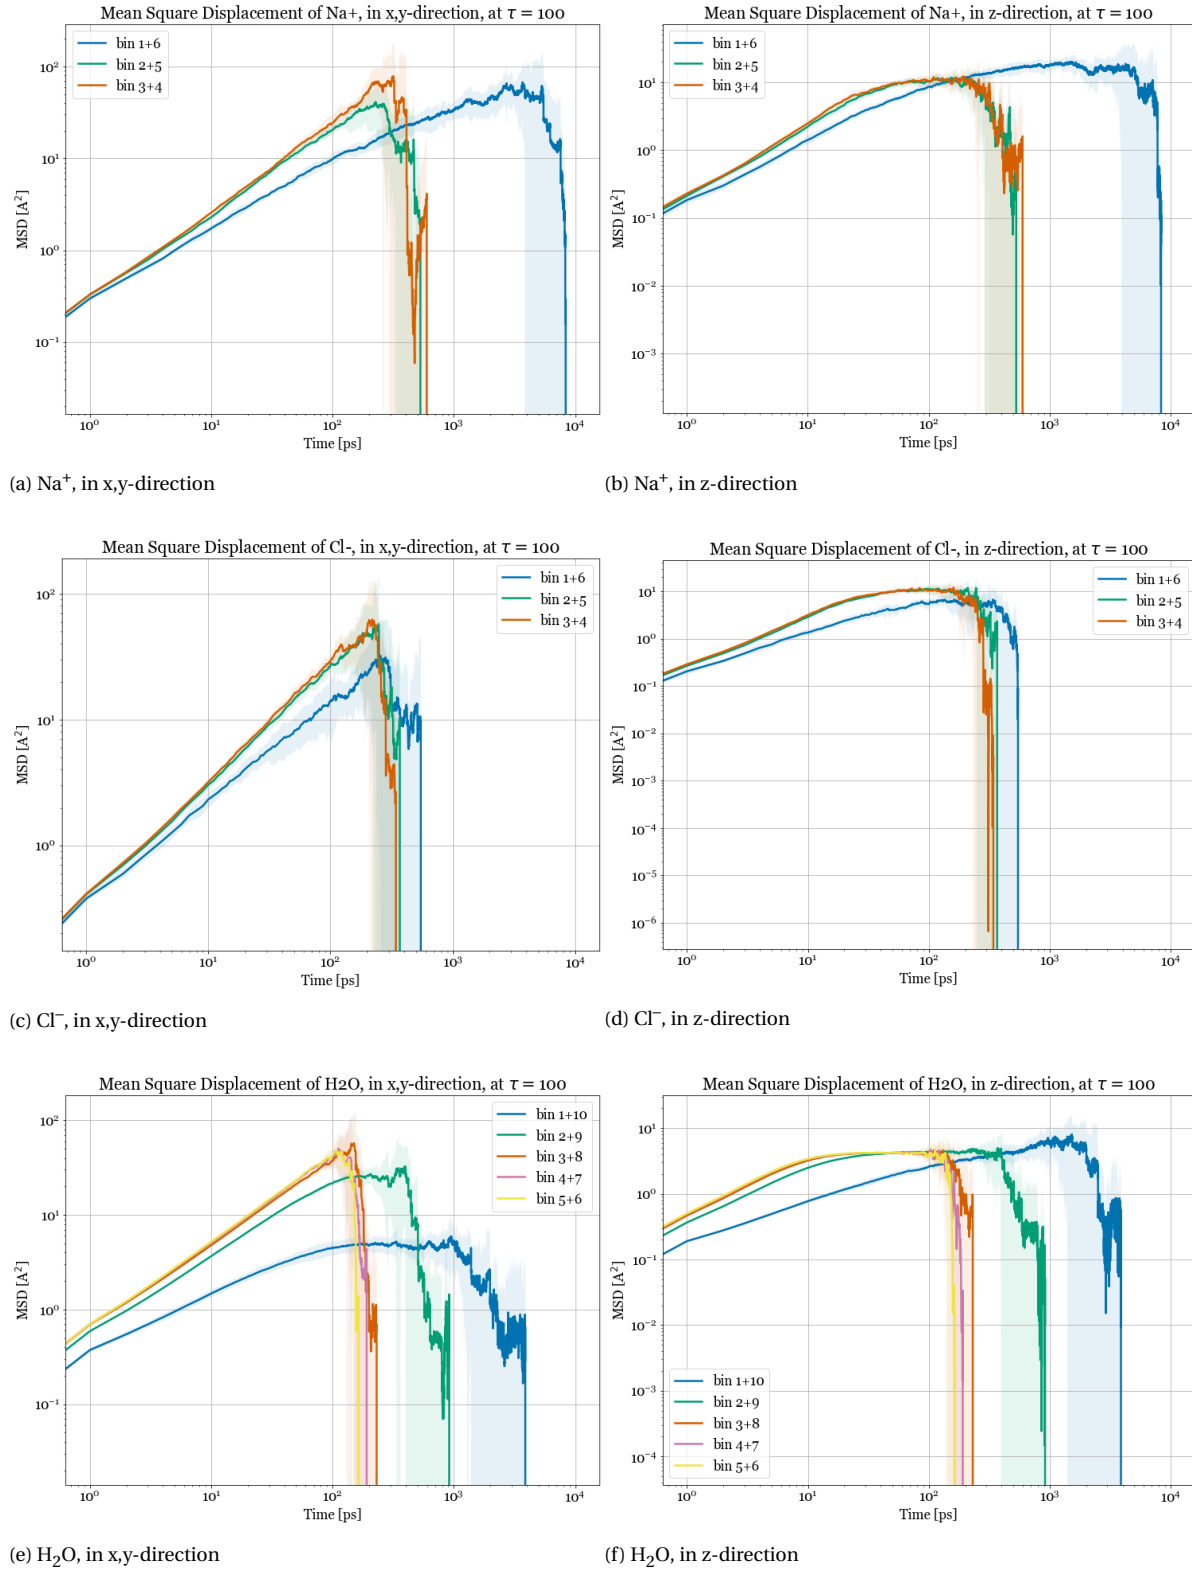 Mean Square Displacement of Na+, in x,y-direction, at τ = 100
bin 1+6
bin 2+5
bin 3+4
10²
10¹
10⁰
10⁻¹
MSD [A²]
10⁰ 10¹ 10² 10³ 10⁴
Time [ps]
(a) Na⁺, in x,y-direction
Mean Square Displacement of Na+, in z-direction, at τ = 100
bin 1+6
bin 2+5
bin 3+4
10¹
10⁰
10⁻¹
10⁻²
10⁻³
MSD [A²]
10⁰ 10¹ 10² 10³ 10⁴
Time [ps]
(b) Na⁺, in z-direction
Mean Square Displacement of Cl-, in x,y-direction, at τ = 100
bin 1+6
bin 2+5
bin 3+4
10²
10¹
10⁰
MSD [A²]
10⁰ 10¹ 10² 10³ 10⁴
Time [ps]
(c) Cl⁻, in x,y-direction
Mean Square Displacement of Cl-, in z-direction, at τ = 100
bin 1+6
bin 2+5
bin 3+4
10¹
10⁰
10⁻¹
10⁻²
10⁻³
10⁻⁴
10⁻⁵
10⁻⁶
MSD [A²]
10⁰ 10¹ 10² 10³ 10⁴
Time [ps]
(d) Cl⁻, in z-direction
Mean Square Displacement of H2O, in x,y-direction, at τ = 100
bin 1+10
bin 2+9
bin 3+8
bin 4+7
bin 5+6
10²
10¹
10⁰
10⁻¹
MSD [A²]
10⁰ 10¹ 10² 10³ 10⁴
Time [ps]
(e) H₂O, in x,y-direction
Mean Square Displacement of H2O, in z-direction, at τ = 100
10¹
10⁰
10⁻¹
10⁻²
10⁻³
10⁻⁴
MSD [A²]
bin 1+10
bin 2+9
bin 3+8
bin 4+7
bin 5+6
10⁰ 10¹ 10² 10³ 10⁴
Time [ps]
(f) H₂O, in z-direction